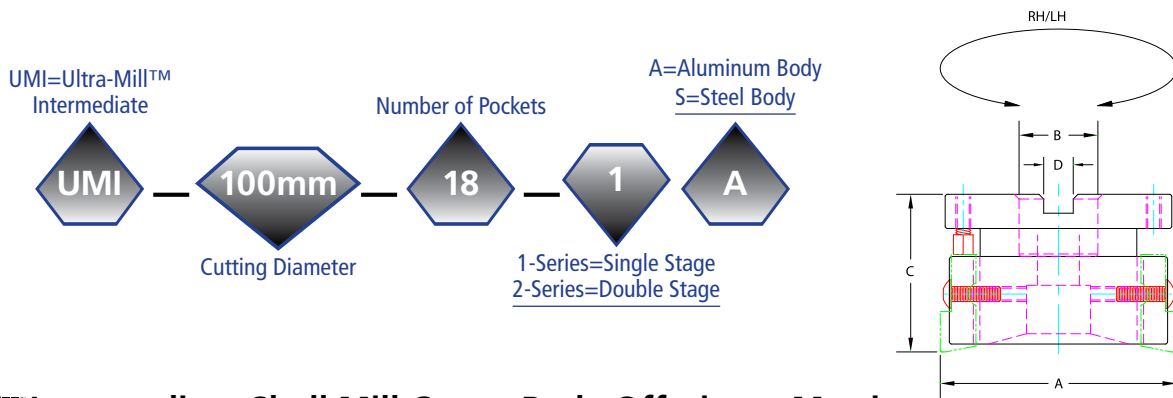 UMI=Ultra-Mill™
Intermediate
Number of Pockets
A=Aluminum Body
S=Steel Body
UMI — 100mm — 18 — 1 A
Cutting Diameter
1-Series=Single Stage
2-Series=Double Stage
RH/LH
B
D
C
A